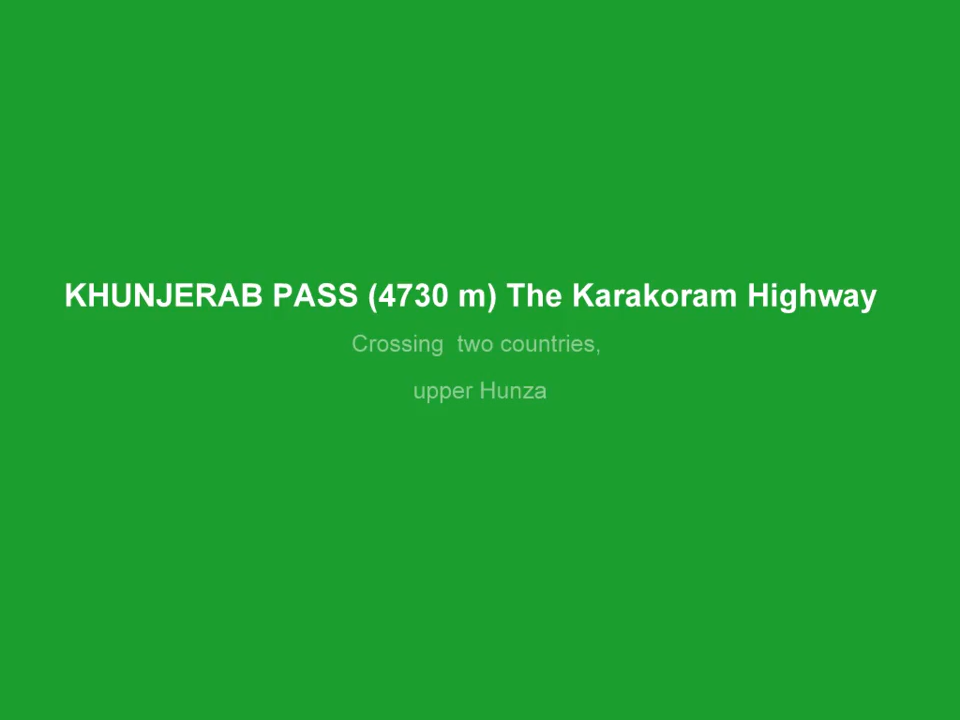 KHUNJERAB PASS (4730 m) The Karakoram Highway
Crossing  two countries,
upper Hunza